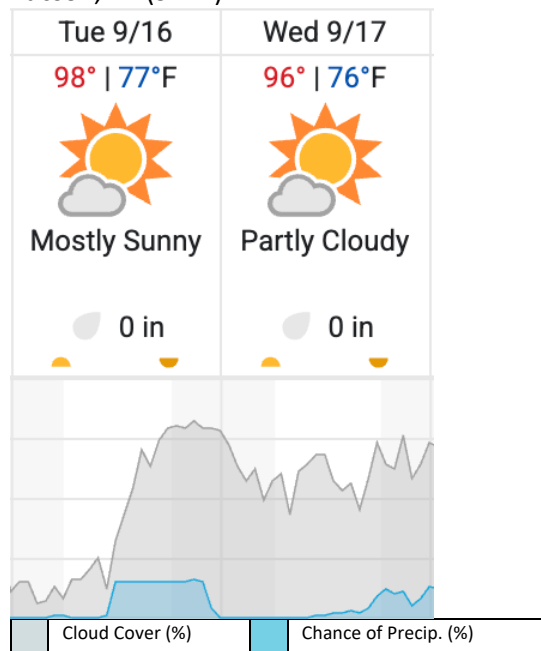 Tue 9/16 Wed 9/17
98° | 77°F 96° | 76°F
Mostly Sunny Partly Cloudy
0 in 0 in
Cloud Cover (%) Chance of Precip. (%)